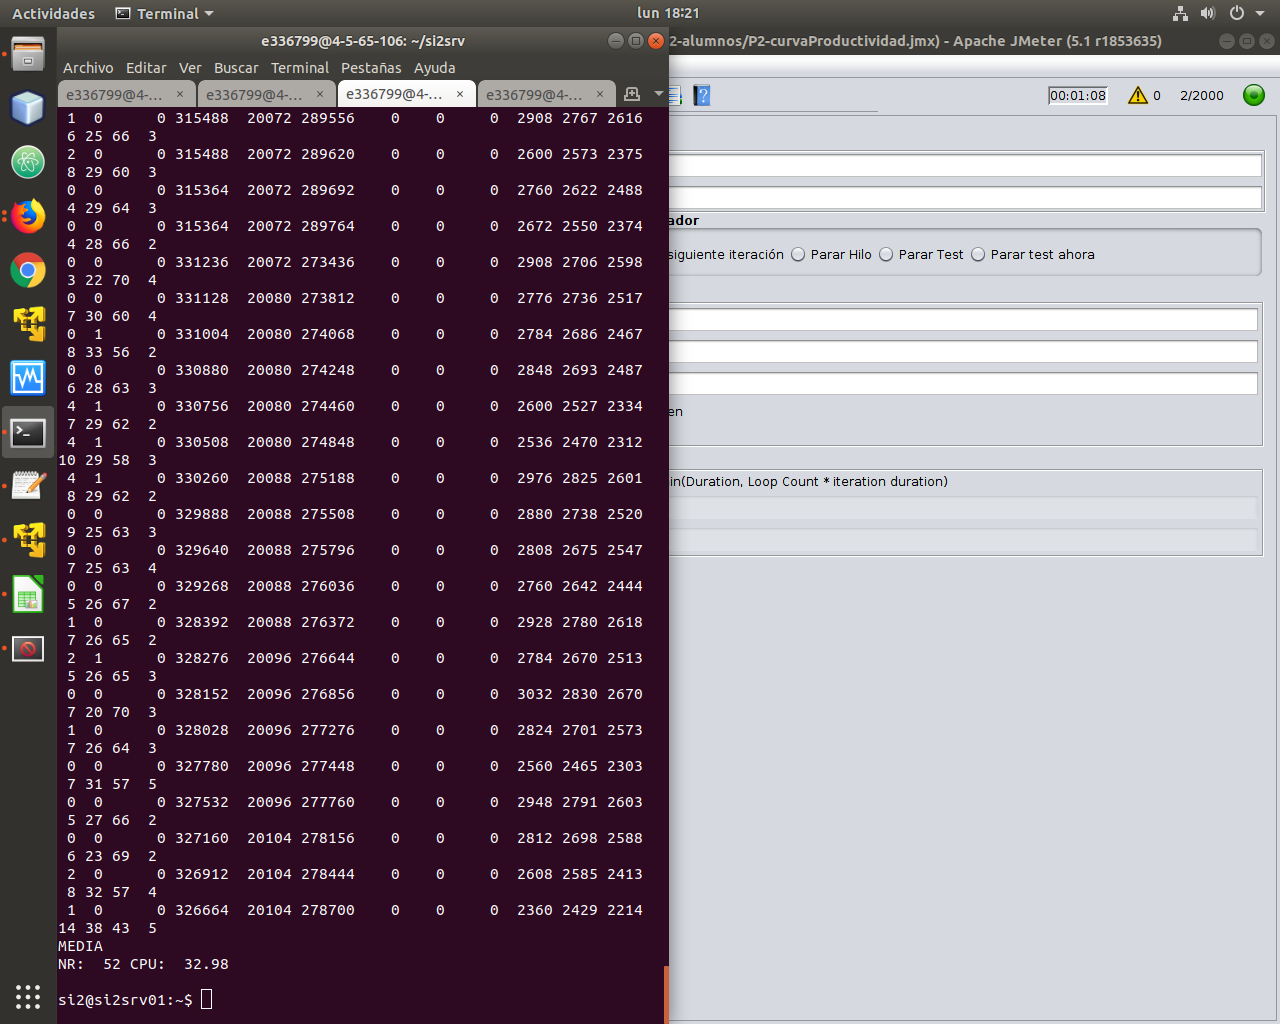 Actividades Terminal lun 18:21
e336799@4-5-65-106: ~/si2srv
2-alumnos/P2-curvaProductividad.jmx) - Apache JMeter (5.1 r1853635)
Archivo Editar Ver Buscar Terminal Pestañas Ayuda
e336799@4-... × e336799@4-... × e336799@4-... × e336799@4-... ×
00:01:08 0 2/2000
1 0 0 315488 20072 289556 0 0 0 2908 2767 2616
6 25 66 3
2 0 0 315488 20072 289620 0 0 0 2600 2573 2375
8 29 60 3
0 0 0 315364 20072 289692 0 0 0 2760 2622 2488
4 29 64 3
0 0 0 315364 20072 289764 0 0 0 2672 2550 2374
4 28 66 2
0 0 0 331236 20072 273436 0 0 0 2908 2706 2598
3 22 70 4
0 0 0 331128 20080 273812 0 0 0 2776 2736 2517
7 30 60 4
0 1 0 331004 20080 274068 0 0 0 2784 2686 2467
8 33 56 2
0 0 0 330880 20080 274248 0 0 0 2848 2693 2487
6 28 63 3
4 1 0 330756 20080 274460 0 0 0 2600 2527 2334
7 29 62 2
4 1 0 330508 20080 274848 0 0 0 2536 2470 2312
10 29 58 3
4 1 0 330260 20088 275188 0 0 0 2976 2825 2601
8 29 62 2
0 0 0 329888 20088 275508 0 0 0 2880 2738 2520
9 25 63 3
0 0 0 329640 20088 275796 0 0 0 2808 2675 2547
7 25 63 4
0 0 0 329268 20088 276036 0 0 0 2760 2642 2444
5 26 67 2
1 0 0 328392 20088 276372 0 0 0 2928 2780 2618
7 26 65 2
2 1 0 328276 20096 276644 0 0 0 2784 2670 2513
5 26 65 3
0 0 0 328152 20096 276856 0 0 0 3032 2830 2670
7 20 70 3
1 0 0 328028 20096 277276 0 0 0 2824 2701 2573
7 26 64 3
0 0 0 327780 20096 277448 0 0 0 2560 2465 2303
7 31 57 5
0 0 0 327532 20096 277760 0 0 0 2948 2791 2603
5 27 66 2
0 0 0 327160 20104 278156 0 0 0 2812 2698 2588
6 23 69 2
2 0 0 326912 20104 278444 0 0 0 2608 2585 2413
8 32 57 4
1 0 0 326664 20104 278700 0 0 0 2360 2429 2214
14 38 43 5
MEDIA
NR: 52 CPU: 32.98
si2@si2srv01:~$
ador
siguiente iteración Parar Hilo Parar Test Parar test ahora
en
in(Duration, Loop Count * iteration duration)